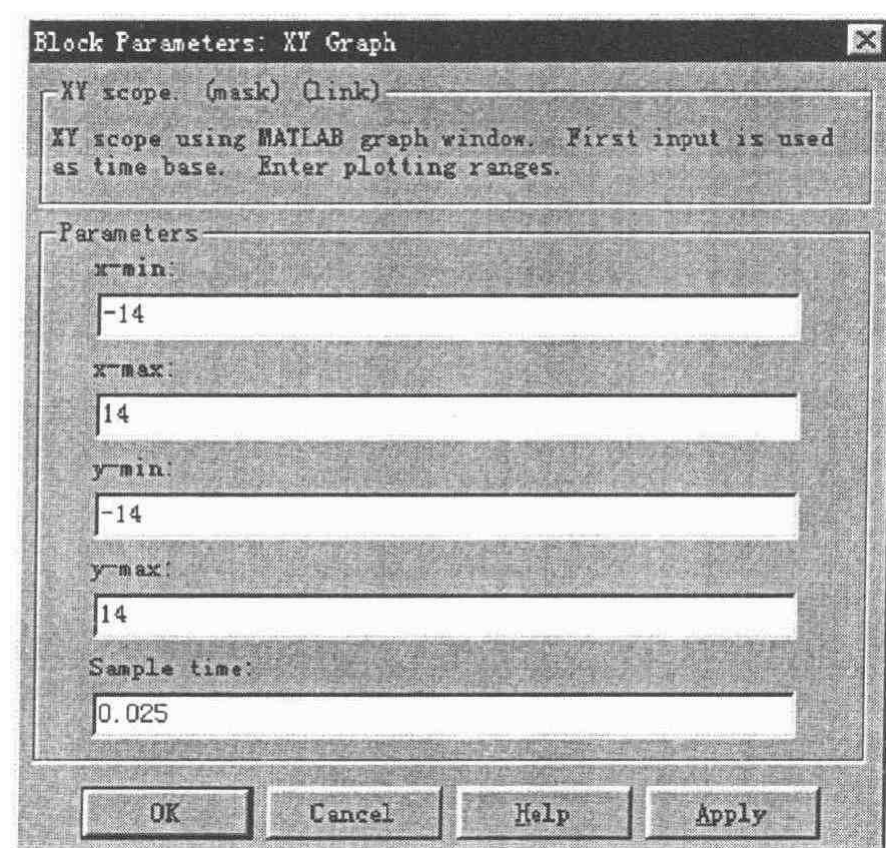 Block Parameters: XY Graph
XY scope. (mask) (link)
XY scope using MATLAB graph window. First input is used
as time base. Enter plotting ranges.
Parameters
x-min:
-14
x-max:
14
y-min:
-14
y-max:
14
Sample time:
0.025
OK
Cancel
Help
Apply